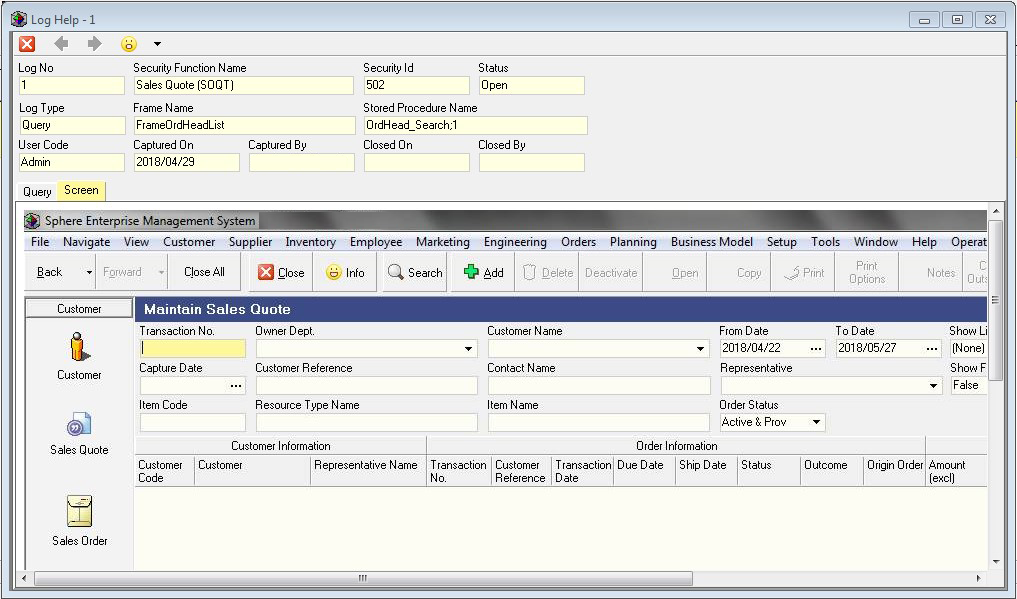 Log Help - 1
Log No Security Function Name Security Id Status
1 Sales Quote (SOQT) 502 Open
Log Type Frame Name Stored Procedure Name
Query FrameOrdHeadList OrdHead_Search;1
User Code Captured On Captured By Closed On Closed By
Admin 2018/04/29
Query Screen
Sphere Enterprise Management System
File Navigate View Customer Supplier Inventory Employee Marketing Engineering Orders Planning Business Model Setup Tools Window Help Operat
Back Forward Close All Close Info Search Add Delete Deactivate Open Copy Print Print Options Notes C Outs
Customer Maintain Sales Quote
Transaction No. Owner Dept. Customer Name From Date To Date Show Li
2018/04/22 ... 2018/05/27 ... (None)
Customer
Capture Date Customer Reference Contact Name Representative Show F
... False
Item Code Resource Type Name Item Name Order Status
Active & Prov
Sales Quote
Customer Information Order Information
Customer Code Customer Representative Name Transaction No. Customer Reference Transaction Date Due Date Ship Date Status Outcome Origin Order Amount (excl)
Sales Order